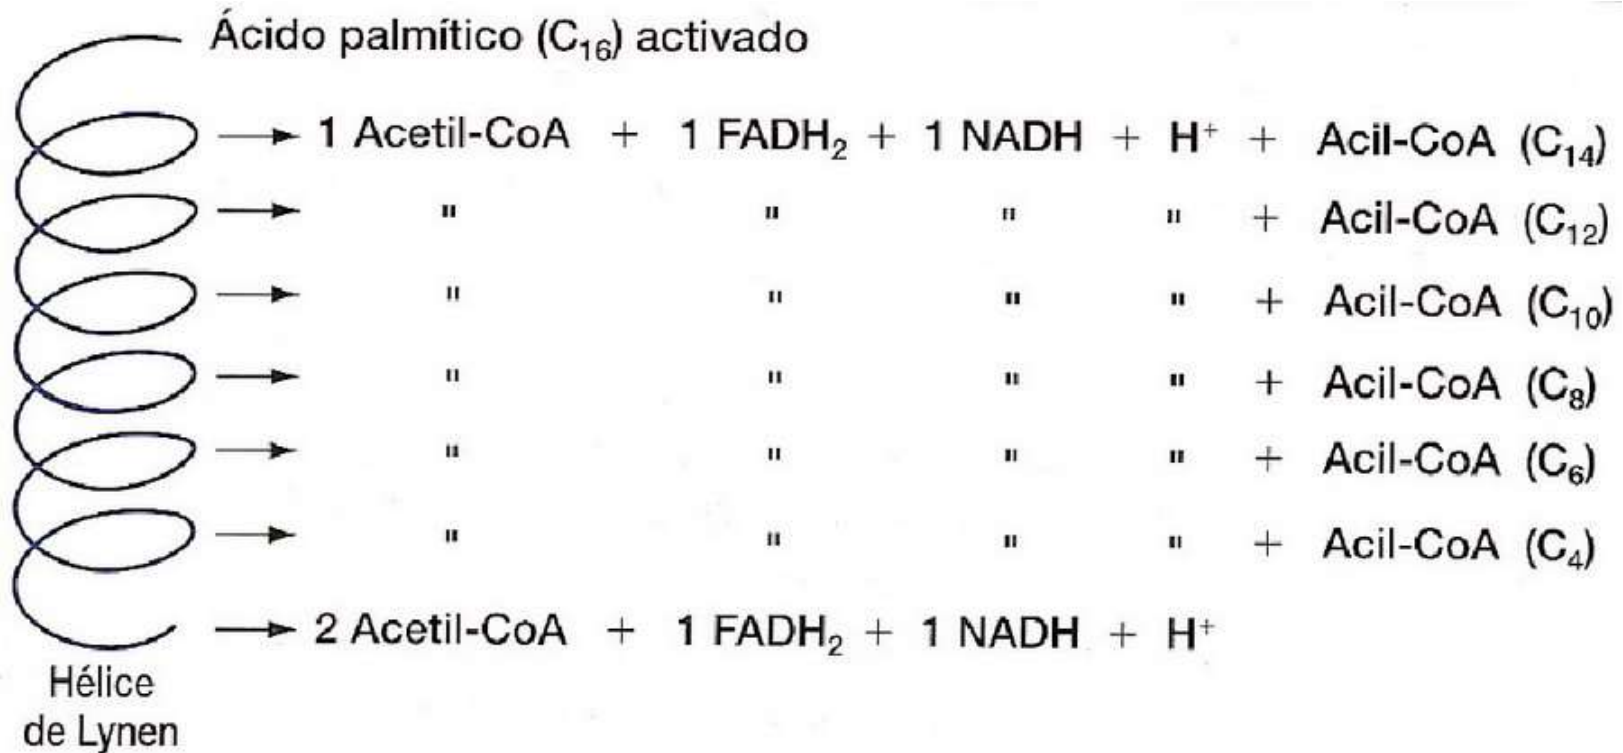 Ácido palmítico (C₁₆) activado
1 Acetil-CoA + 1 FADH₂ + 1 NADH + H⁺ + Acil-CoA (C₁₄)
" " " " + Acil-CoA (C₁₂)
" " " " + Acil-CoA (C₁₀)
" " " " + Acil-CoA (C₈)
" " " " + Acil-CoA (C₆)
" " " " + Acil-CoA (C₄)
2 Acetil-CoA + 1 FADH₂ + 1 NADH + H⁺
Hélice
de Lynen